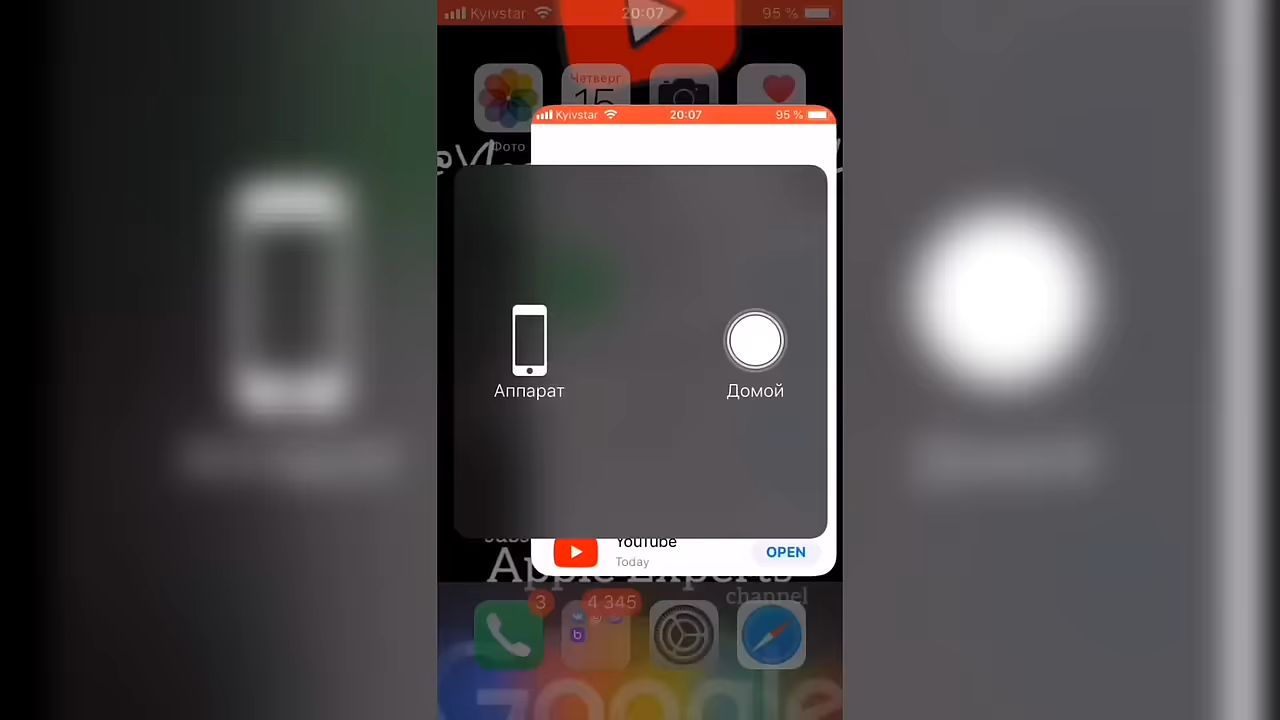 Kyivstar 20:07 95 %
Четверг
15
Kyivstar 20:07 95 %
Фото
Аппарат
Домой
YouTube
OPEN
Today
Apple Experts
channel
3
4 345
Google